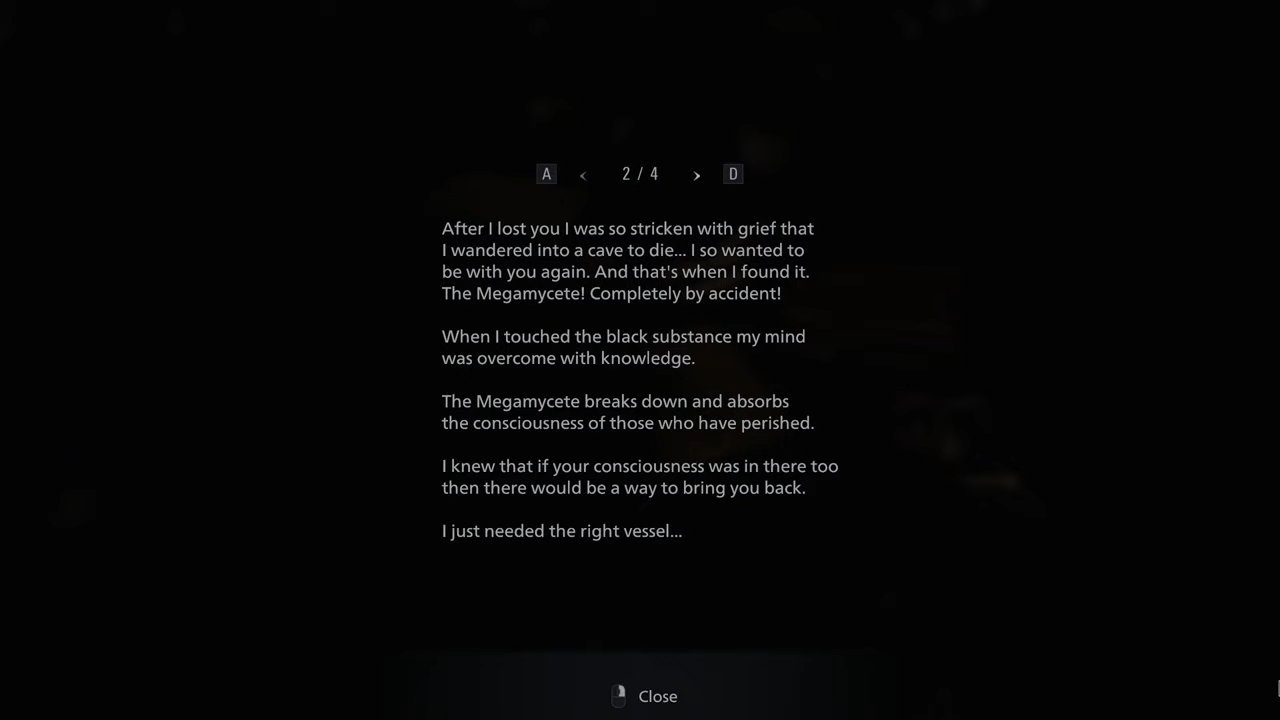 A < 2 / 4 > D
After I lost you I was so stricken with grief that
I wandered into a cave to die... I so wanted to
be with you again. And that's when I found it.
The Megamycete! Completely by accident!
When I touched the black substance my mind
was overcome with knowledge.
The Megamycete breaks down and absorbs
the consciousness of those who have perished.
I knew that if your consciousness was in there too
then there would be a way to bring you back.
I just needed the right vessel...
Close